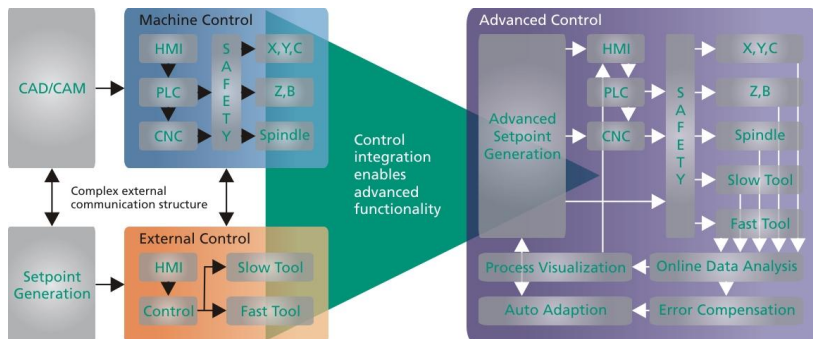 Machine Control
CAD/CAM
HMI
PLC
CNC
S
A
F
E
T
Y
X,Y,C
Z,B
Spindle
Complex external
communication structure
Setpoint
Generation
External Control
HMI
Control
Slow Tool
Fast Tool
Control
integration
enables
advanced
functionality
Advanced Control
Advanced
Setpoint
Generation
HMI
PLC
CNC
S
A
F
E
T
Y
X,Y,C
Z,B
Spindle
Slow Tool
Fast Tool
Process Visualization
Online Data Analysis
Auto Adaption
Error Compensation